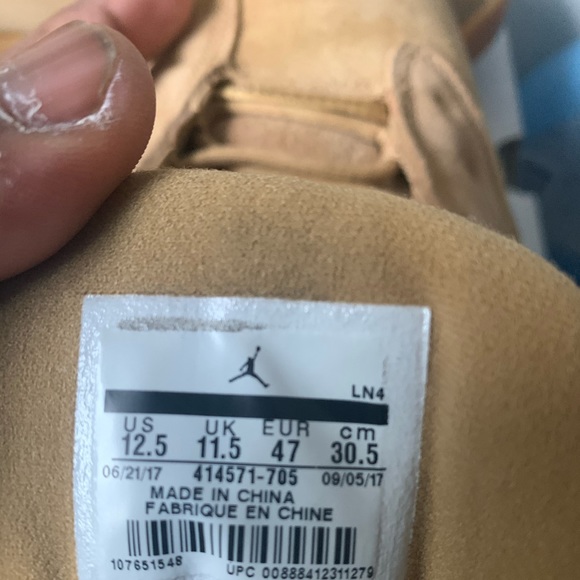 LN4
US UK EUR cm
12.5 11.5 47 30.5
06/21/17 414571-705 09/05/17
MADE IN CHINA
FABRIQUE EN CHINE
107651548 UPC 00888412311279